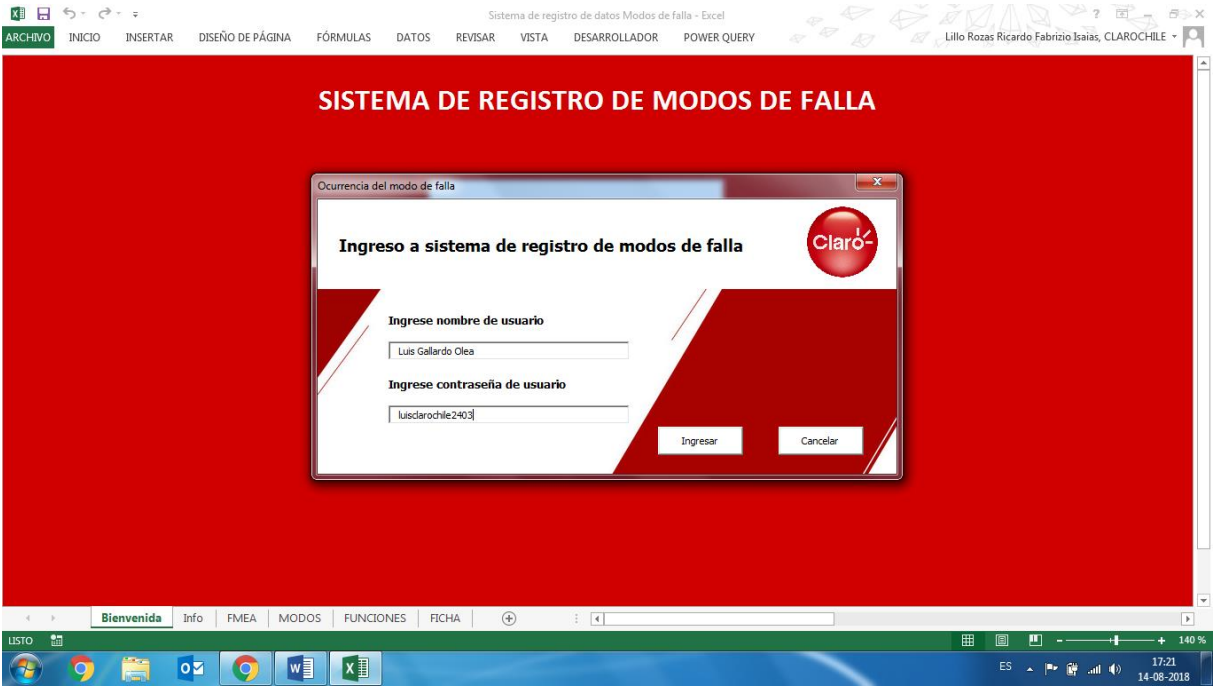 Sistema de registro de datos Modos de falla - Excel
ARCHIVO INICIO INSERTAR DISEÑO DE PÁGINA FÓRMULAS DATOS REVISAR VISTA DESARROLLADOR POWER QUERY Lillo Rozas Ricardo Fabrizio Isaias, CLAROCHILE
SISTEMA DE REGISTRO DE MODOS DE FALLA
Ocurrencia del modo de falla
Ingreso a sistema de registro de modos de falla
Claro
Ingrese nombre de usuario
Luis Gallardo Olea
Ingrese contraseña de usuario
luisclarochile2403
Ingresar Cancelar
Bienvenida Info FMEA MODOS FUNCIONES FICHA
LISTO 140 %
ES 17:21
14-08-2018